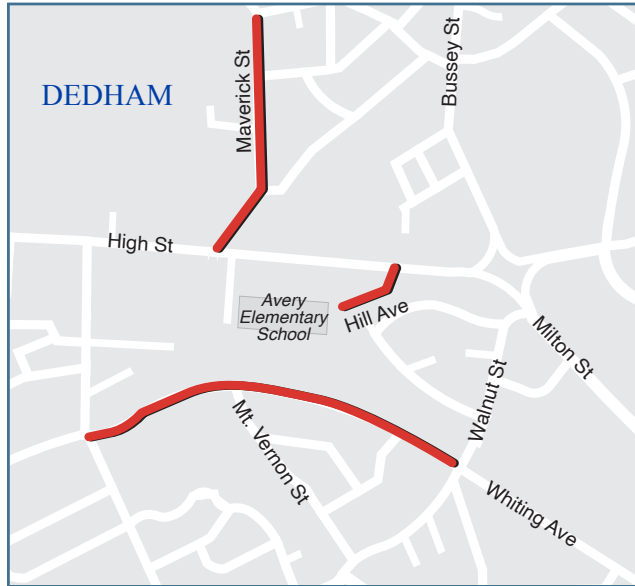 DEDHAM
Maverick St
Bussey St
High St
Avery
Elementary
School
Hill Ave
Milton St
Walnut St
Mt. Vernon St
Whiting Ave